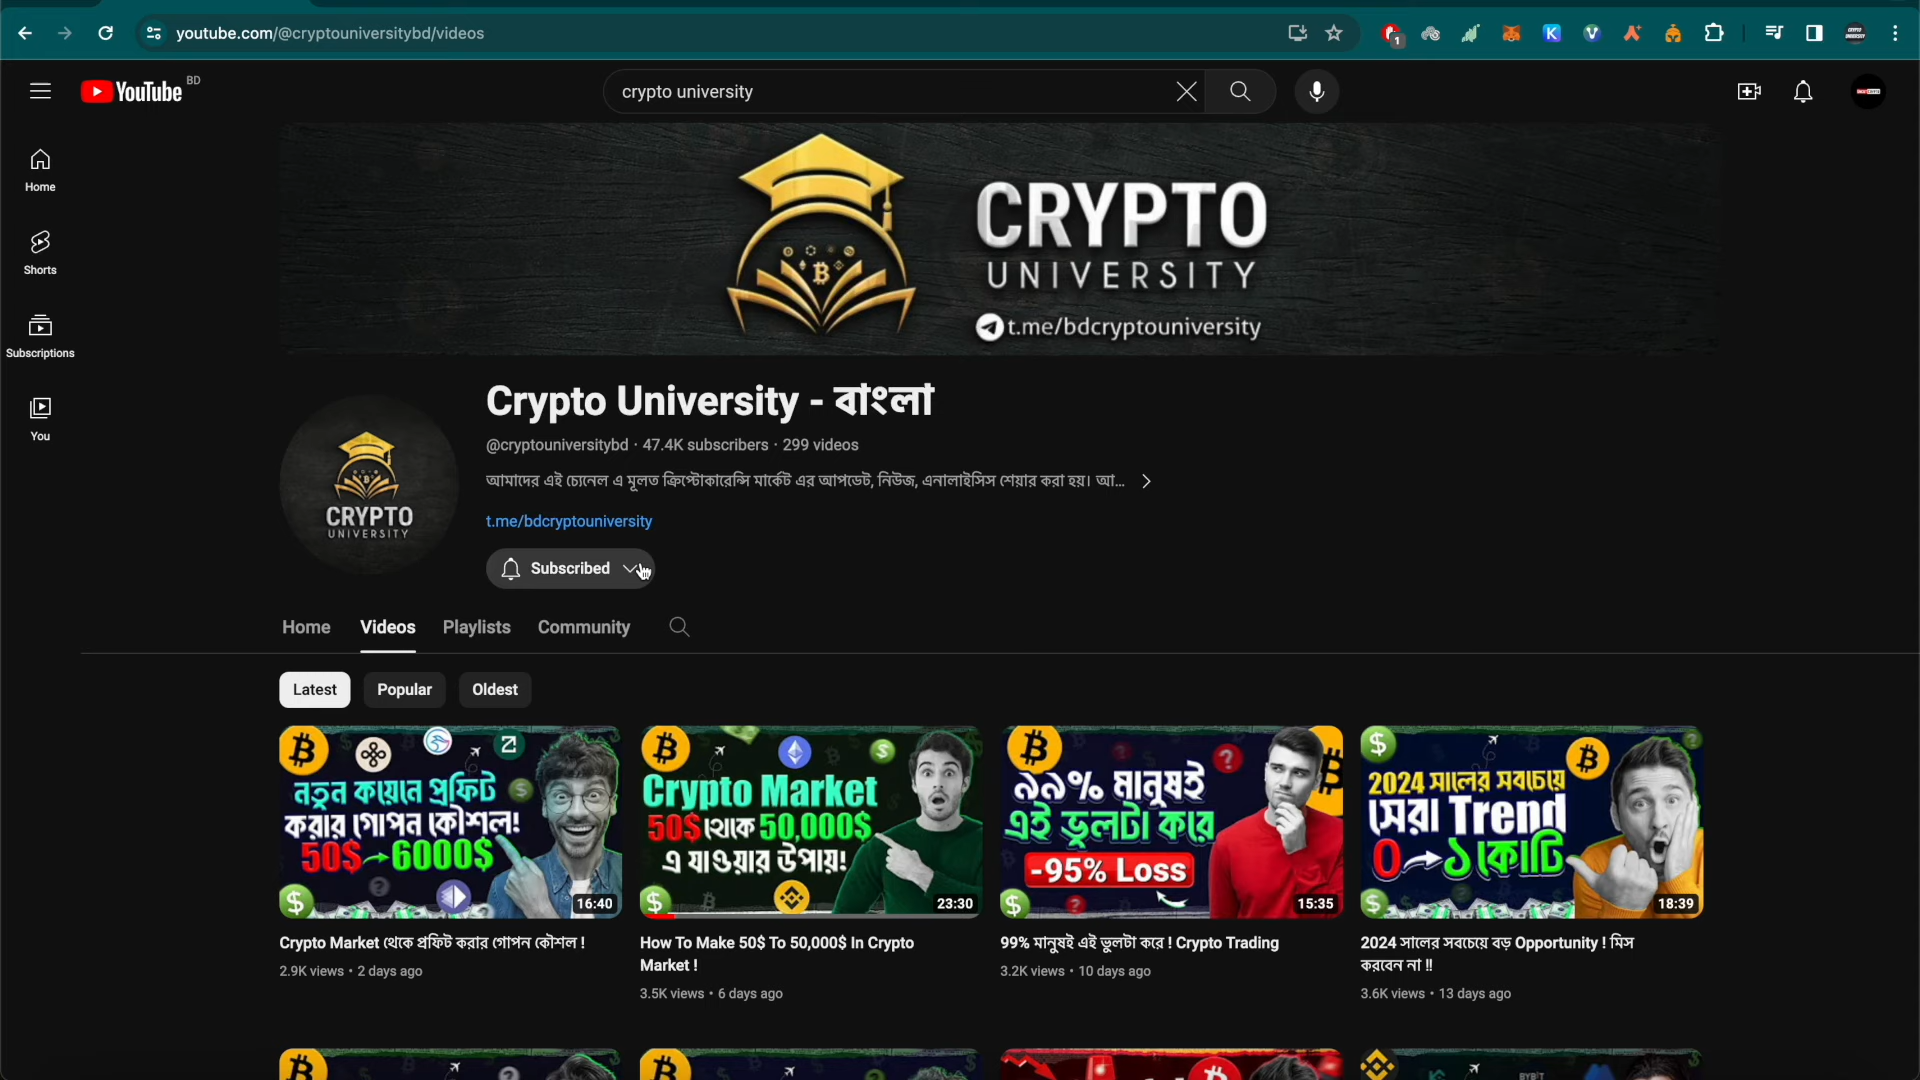 youtube.com/@cryptouniversitybd/videos
1
YouTube BD
crypto university
Home
Shorts
Subscriptions
You
CRYPTO
UNIVERSITY
t.me/bdcryptouniversity
CRYPTO
UNIVERSITY
Crypto University - বাংলা
@cryptouniversitybd · 47.4K subscribers · 299 videos
আমাদের এই চ্যেনেল এ মূলত ক্রিপ্টোকারেন্সি মার্কেট এর আপডেট, নিউজ, এনালাইসিস শেয়ার করা হয়। আ...
t.me/bdcryptouniversity
Subscribed
Home Videos Playlists Community
Latest Popular Oldest
নতুন কয়েনে প্রফিট
করার গোপন কৌশল!
50$ → 6000$
16:40
Crypto Market
50$ থেকে 50,000$
এ যাওয়ার উপায়!
23:30
৯৯% মানুষই
এই ভুলটা করে
-95% Loss
15:35
2024 সালের সবচেয়ে
সেরা Trend
0 → ১ কোটি
18:39
Crypto Market থেকে প্রফিট করার গোপন কৌশল !
2.9K views • 2 days ago
How To Make 50$ To 50,000$ In Crypto
Market !
3.5K views • 6 days ago
99% মানুষই এই ভুলটা করে ! Crypto Trading
3.2K views • 10 days ago
2024 সালের সবচেয়ে বড় Opportunity ! মিস
করবেন না !!
3.6K views • 13 days ago
BYBIT